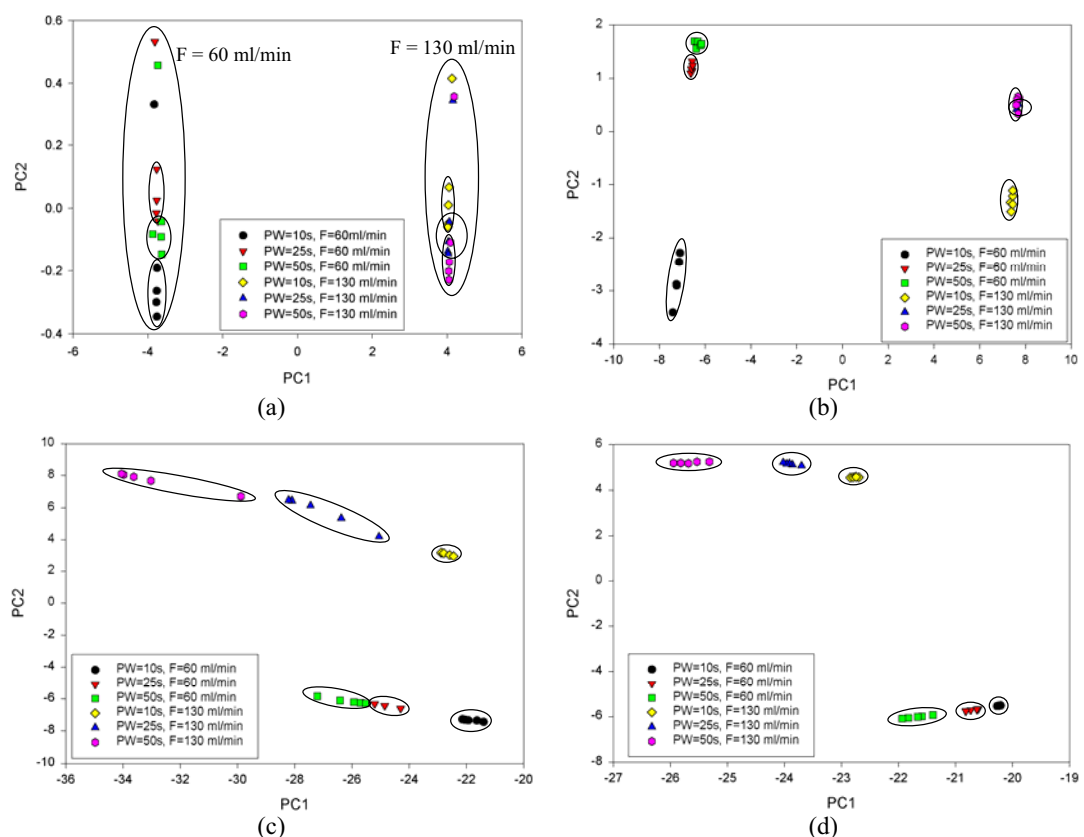 0.6
0.4
0.2
0.0
-0.2
-0.4
PC2
F = 60 ml/min
F = 130 ml/min
PW=10s, F=60ml/min
PW=25s, F=60 ml/min
PW=50s, F=60 ml/min
PW=10s, F=130 ml/min
PW=25s, F=130 ml/min
PW=50s, F=130 ml/min
-6 -4 -2 0 2 4 6
PC1
(a)
2
1
0
-1
-2
-3
-4
PC2
PW=10s, F=60 ml/min
PW=25s, F=60 ml/min
PW=50s, F=60 ml/min
PW=10s, F=130 ml/min
PW=25s, F=130 ml/min
PW=50s, F=130 ml/min
-10 -8 -6 -4 -2 0 2 4 6 8 10
PC1
(b)
10
8
6
4
2
0
-2
-4
-6
-8
-10
PC2
PW=10s, F=60 ml/min
PW=25s, F=60 ml/min
PW=50s, F=60 ml/min
PW=10s, F=130 ml/min
PW=25s, F=130 ml/min
PW=50s, F=130 ml/min
-36 -34 -32 -30 -28 -26 -24 -22 -20
PC1
(c)
6
4
2
0
-2
-4
-6
-8
PC2
PW=10s, F=60 ml/min
PW=25s, F=60 ml/min
PW=50s, F=60 ml/min
PW=10s, F=130 ml/min
PW=25s, F=130 ml/min
PW=50s, F=130 ml/min
-27 -26 -25 -24 -23 -22 -21 -20 -19
PC1
(d)